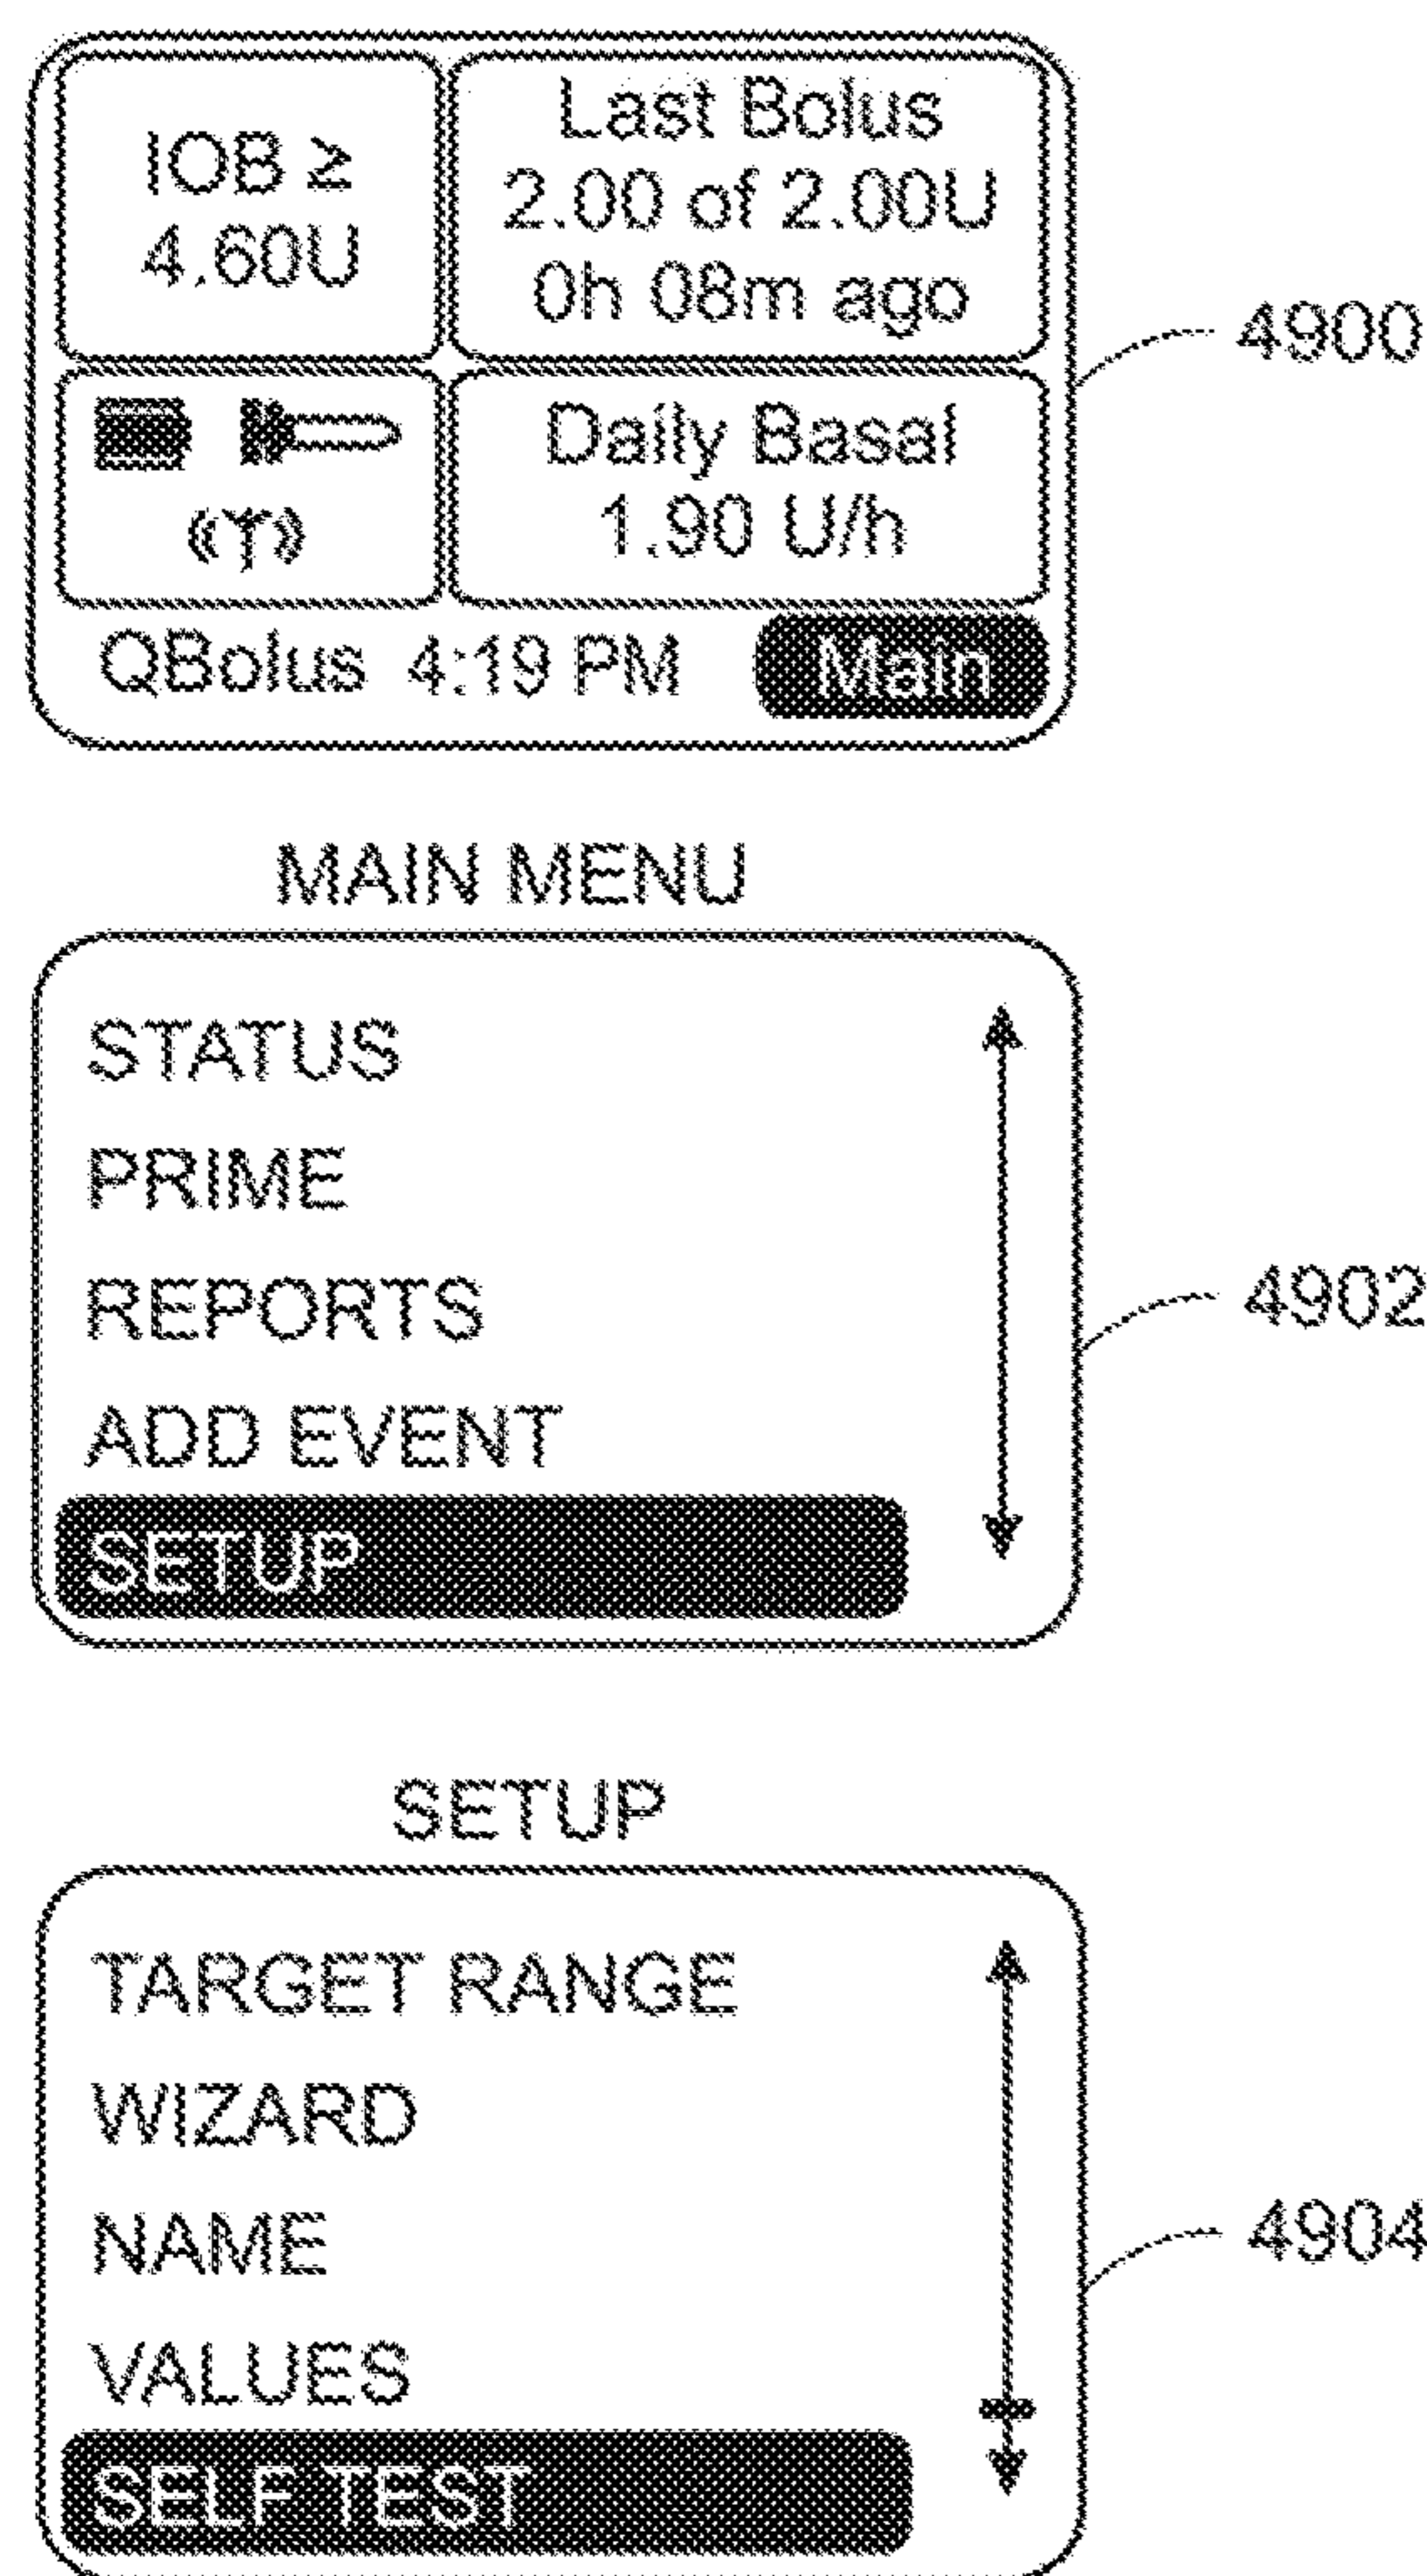 IOB ≥
4.60U
Last Bolus
2.00 of 2.00U
0h 08m ago
Daily Basal
1.90 U/h
QBolus 4:19 PM Main
4900
MAIN MENU
STATUS
PRIME
REPORTS
ADD EVENT
SETUP
4902
SETUP
TARGET RANGE
WIZARD
NAME
VALUES
SELF TEST
4904